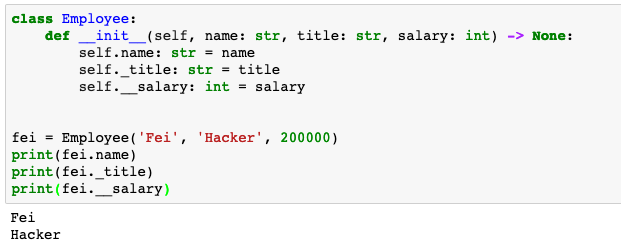 class Employee:
    def __init__(self, name: str, title: str, salary: int) -> None:
        self.name: str = name
        self._title: str = title
        self.__salary: int = salary
fei = Employee('Fei', 'Hacker', 200000)
print(fei.name)
print(fei._title)
print(fei.__salary)
Fei
Hacker